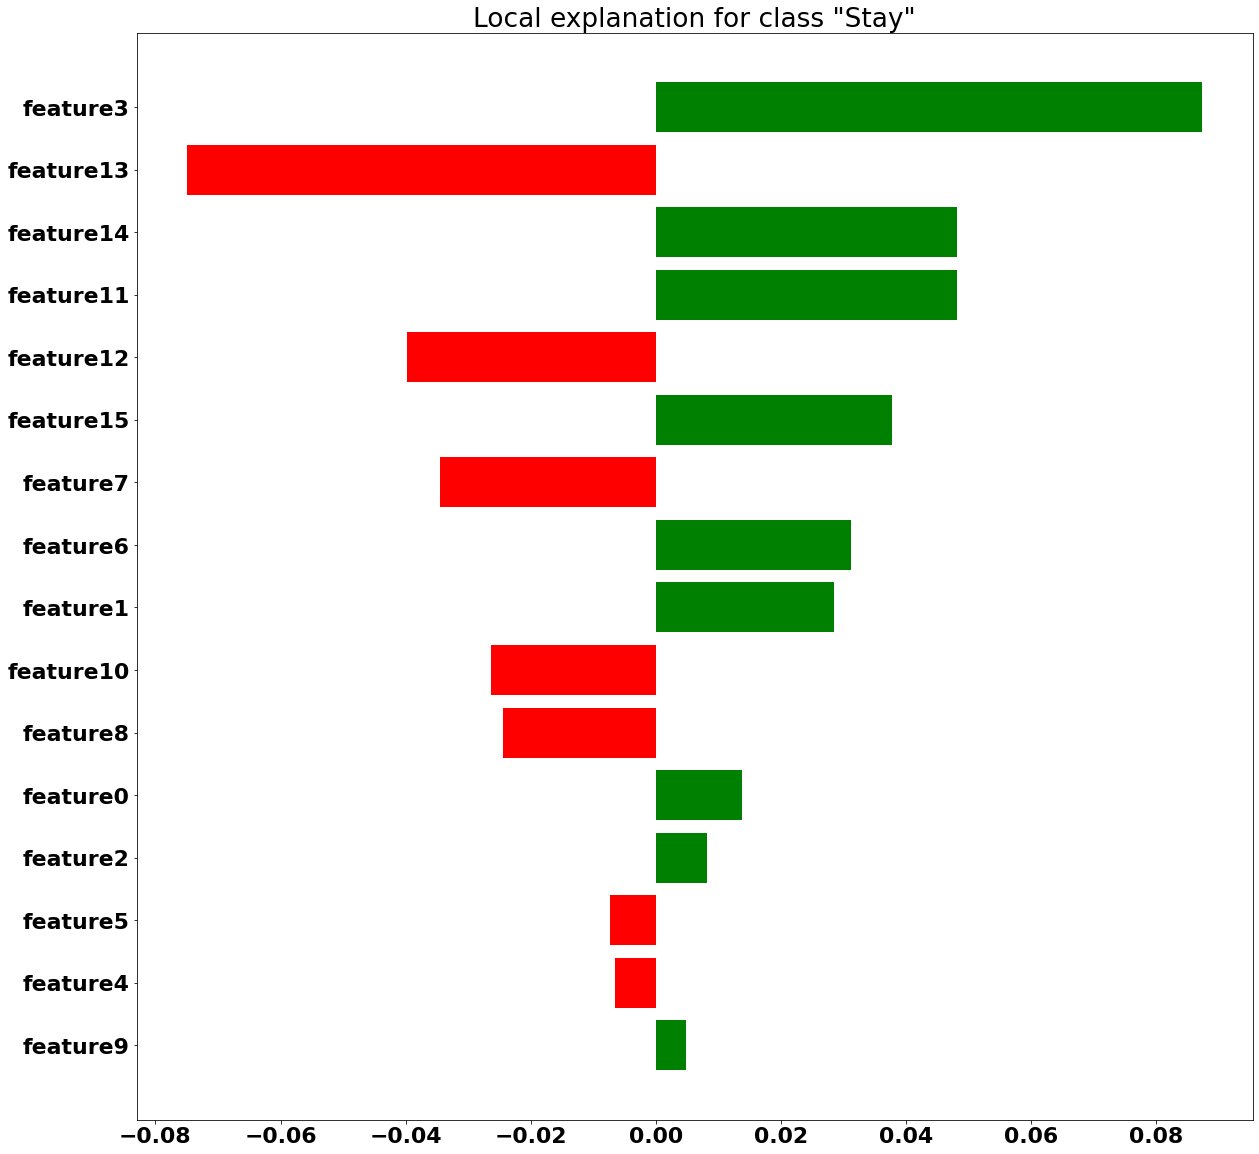 Local explanation for class "Stay"
feature3
feature13
feature14
feature11
feature12
feature15
feature7
feature6
feature1
feature10
feature8
feature0
feature2
feature5
feature4
feature9
−0.08 −0.06 −0.04 −0.02 0.00 0.02 0.04 0.06 0.08